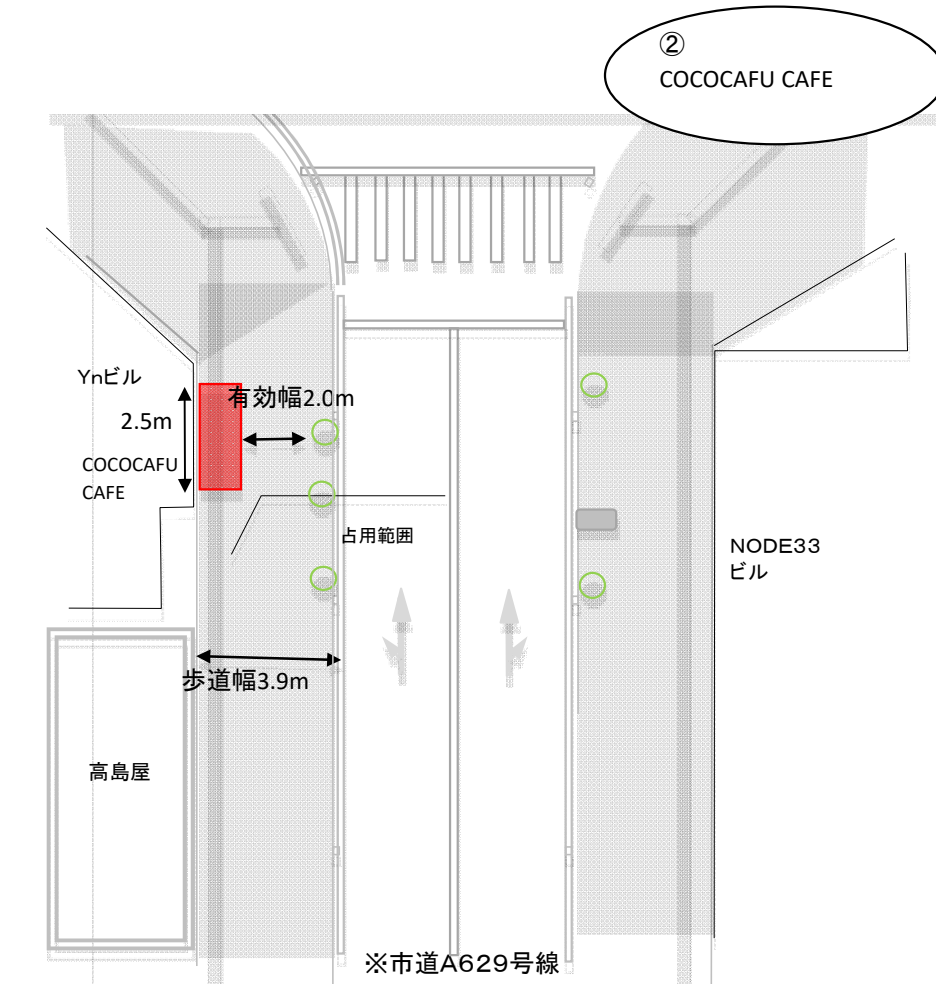 ②
COCOCAFU CAFE
Ynビル
有効幅2.0m
2.5m
COCOCAFU
CAFE
占用範囲
NODE33
ビル
歩道幅3.9m
高島屋
※市道A629号線